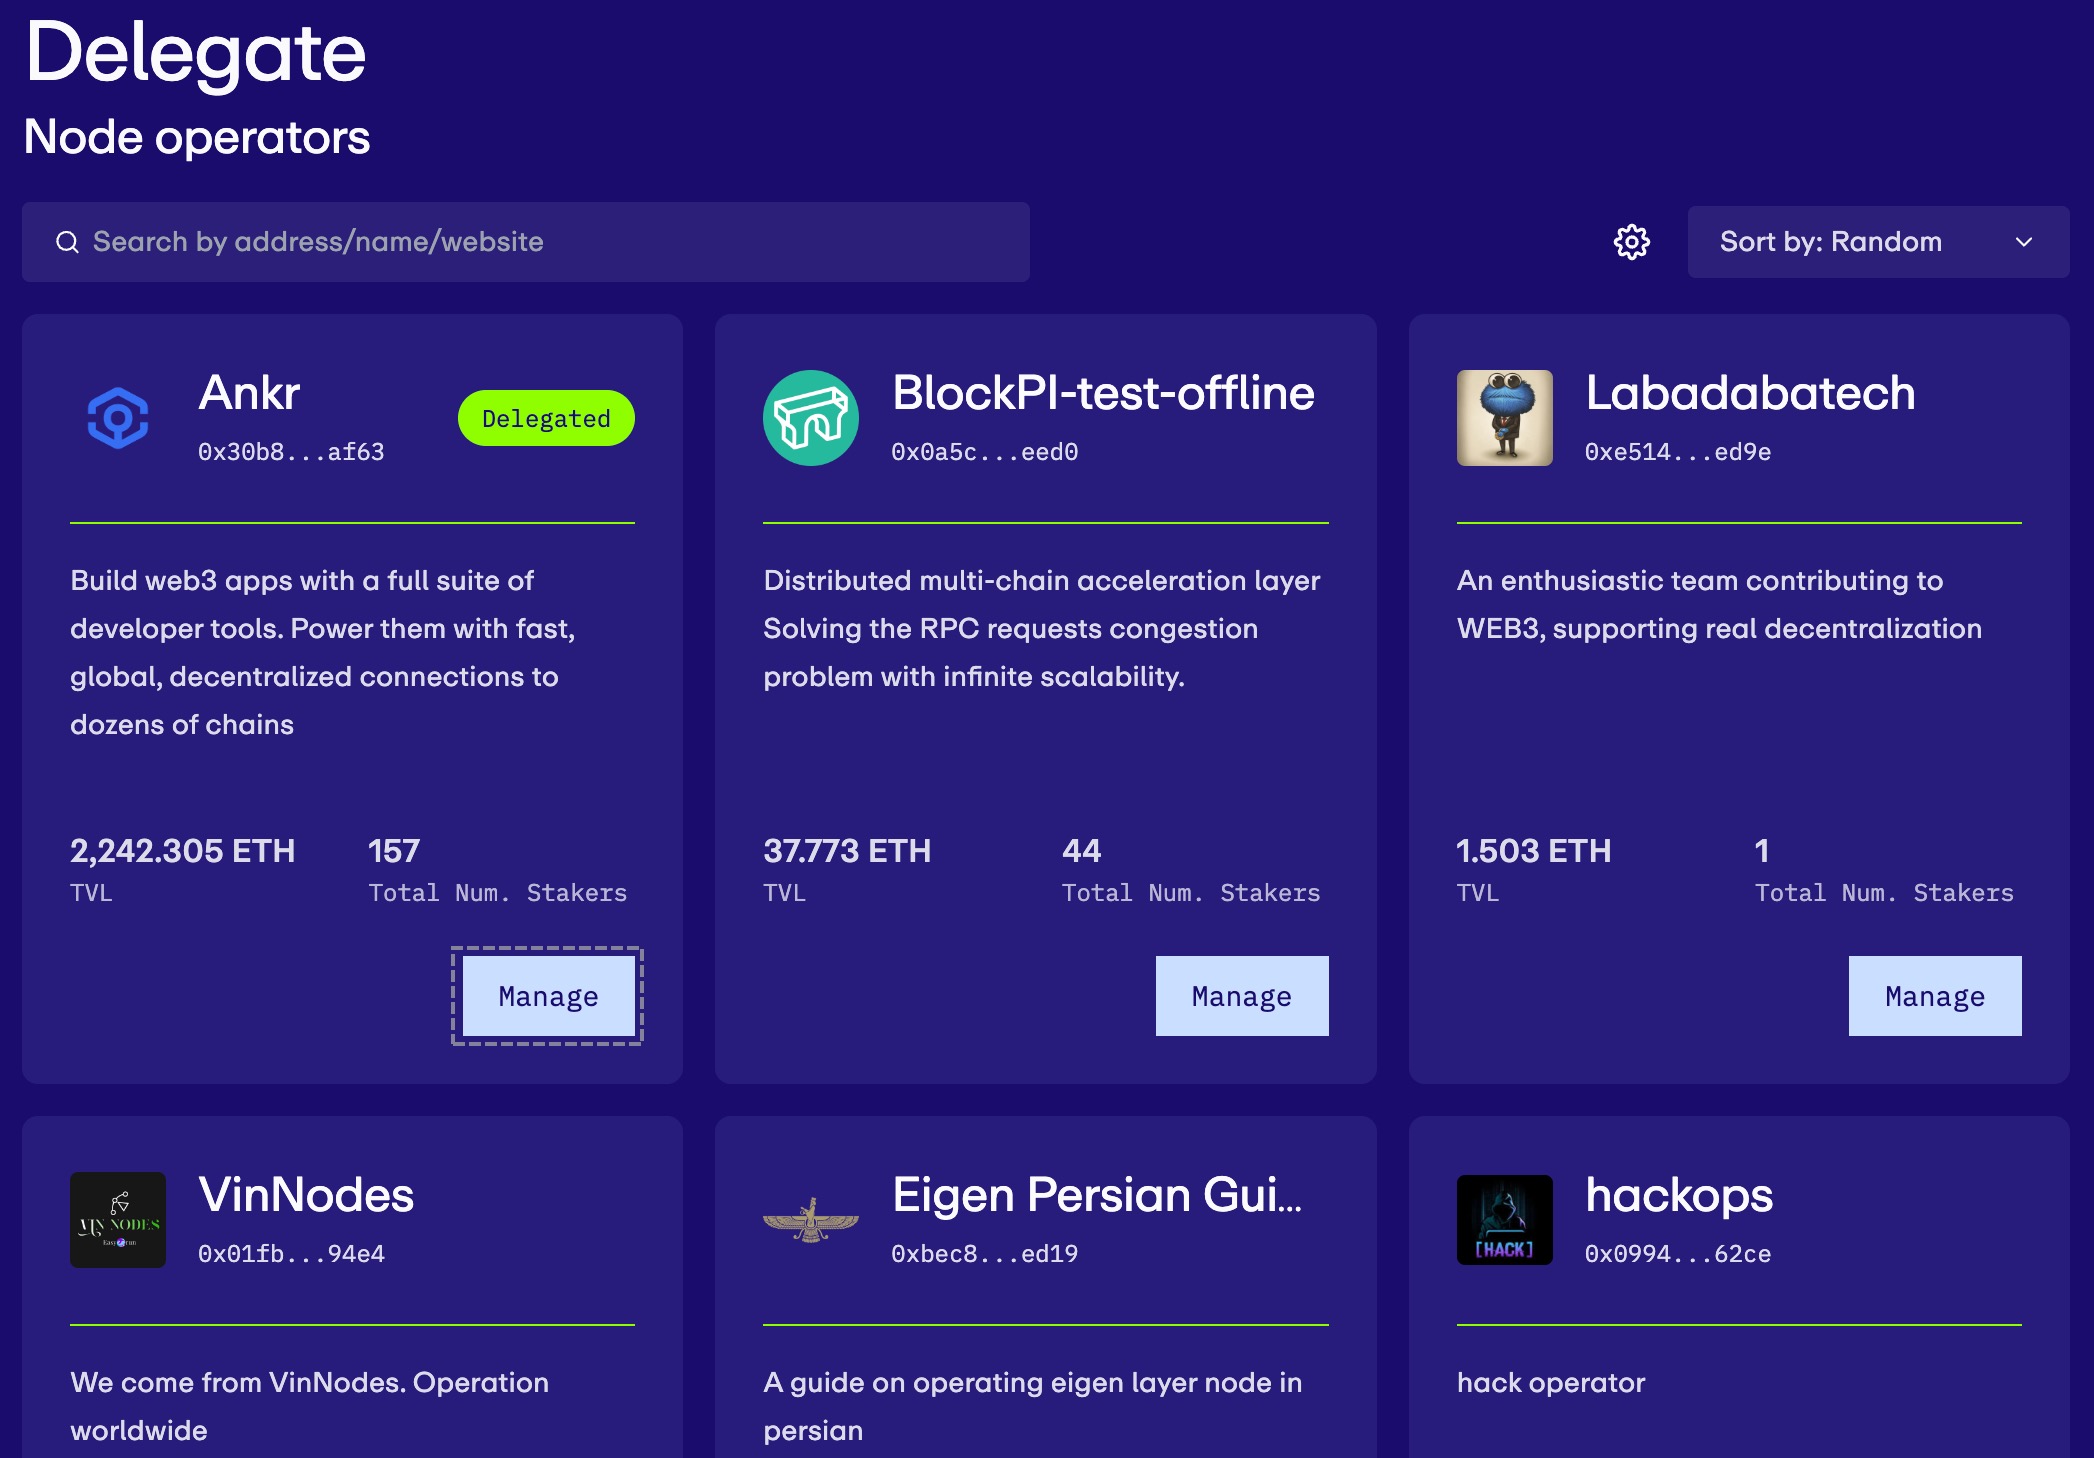 Delegate
Node operators
Search by address/name/website
Sort by: Random
Ankr
0x30b8...af63
Delegated
Build web3 apps with a full suite of
developer tools. Power them with fast,
global, decentralized connections to
dozens of chains
2,242.305 ETH
TVL
157
Total Num. Stakers
Manage
BlockPI-test-offline
0x0a5c...eed0
Distributed multi-chain acceleration layer
Solving the RPC requests congestion
problem with infinite scalability.
37.773 ETH
TVL
44
Total Num. Stakers
Manage
Labadabatech
0xe514...ed9e
An enthusiastic team contributing to
WEB3, supporting real decentralization
1.503 ETH
TVL
1
Total Num. Stakers
Manage
VIN NODES
VinNodes
0x01fb...94e4
We come from VinNodes. Operation
worldwide
Eigen Persian Gui...
0xbec8...ed19
A guide on operating eigen layer node in
persian
[HACK]
hackops
0x0994...62ce
hack operator